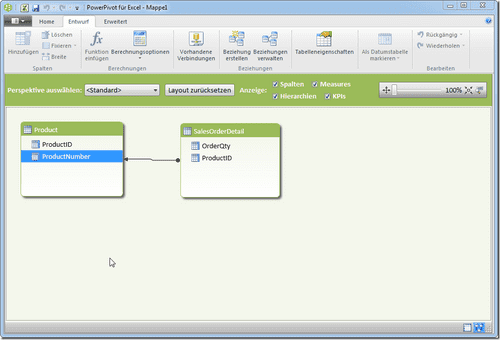 PowerPivot für Excel - Mappe1
Home Entwurf Erweitert
Hinzufügen
Löschen
Fixieren
Breite
Spalten
Funktion einfügen
Berechnungsoptionen
Berechnungen
Vorhandene Verbindungen
Beziehung erstellen
Beziehungen verwalten
Beziehungen
Tabelleneigenschaften
Als Datumstabelle markieren
Rückgängig
Wiederholen
Bearbeiten
Perspektive auswählen: <Standard> Layout zurücksetzen Anzeige: Spalten Measures
Hierarchien KPIs
100%
Product
ProductID
ProductNumber
SalesOrderDetail
OrderQty
ProductID